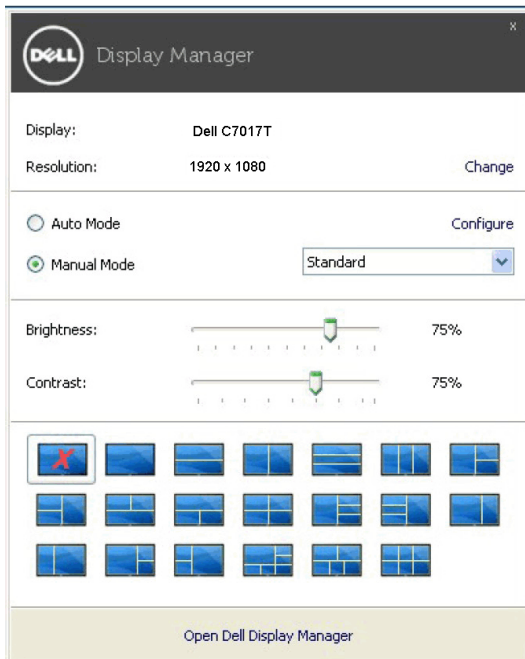 x
DELL Display Manager
Display: Dell C7017T
Resolution: 1920 x 1080 Change
Auto Mode Configure
Manual Mode Standard
Brightness: 75%
Contrast: 75%
Open Dell Display Manager